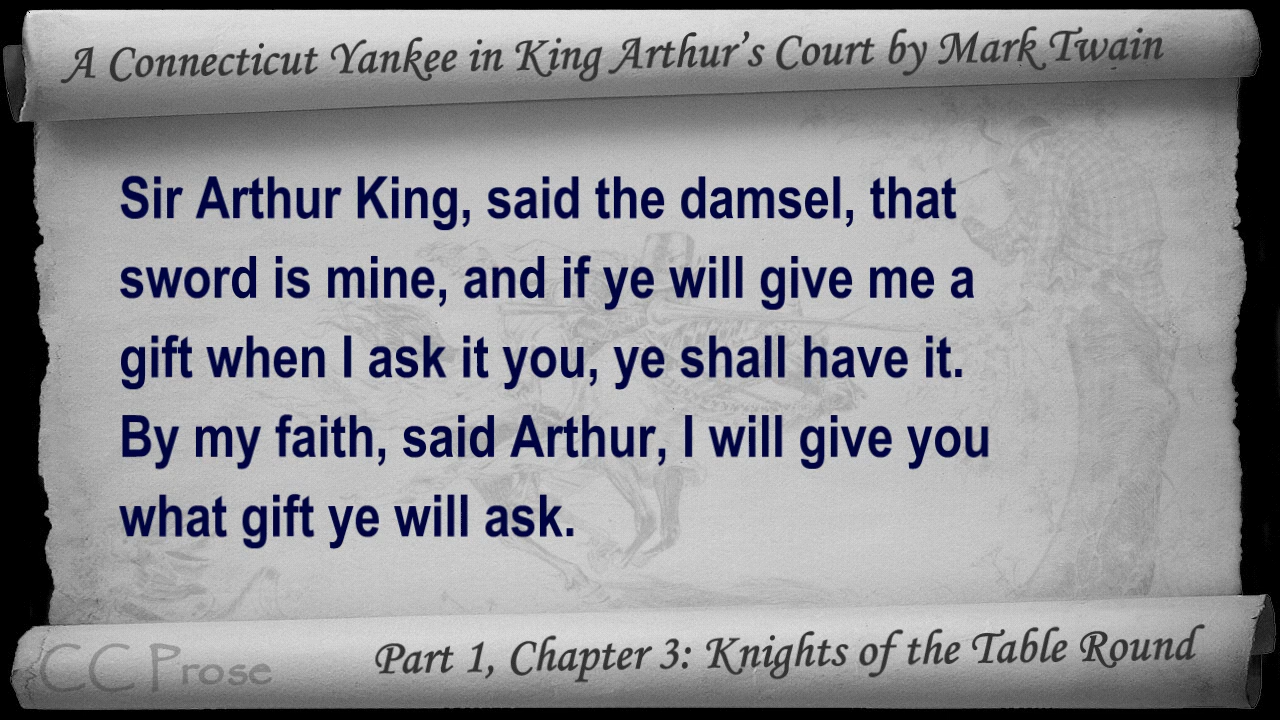 A Connecticut Yankee in King Arthur's Court by Mark Twain
Sir Arthur King, said the damsel, that
sword is mine, and if ye will give me a
gift when I ask it you, ye shall have it.
By my faith, said Arthur, I will give you
what gift ye will ask.
CC Prose
Part 1, Chapter 3: Knights of the Table Round